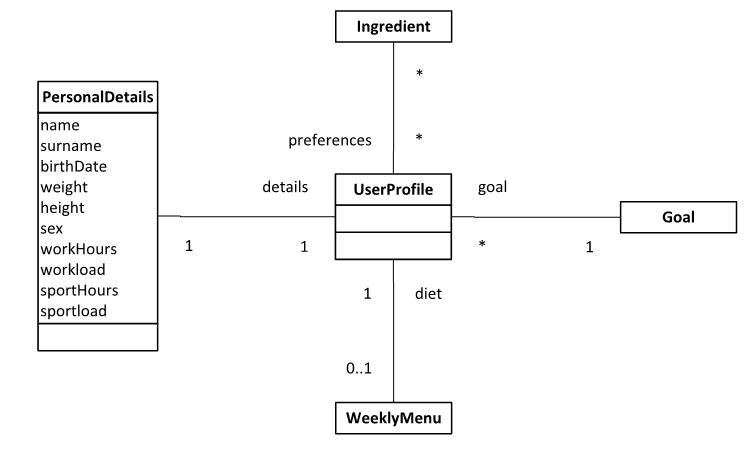 Ingredient
*
preferences *
PersonalDetails
name
surname
birthDate
weight
height
sex
workHours
workload
sportHours
sportload
details UserProfile goal
Goal
1 1 * 1
1 diet
0..1
WeeklyMenu